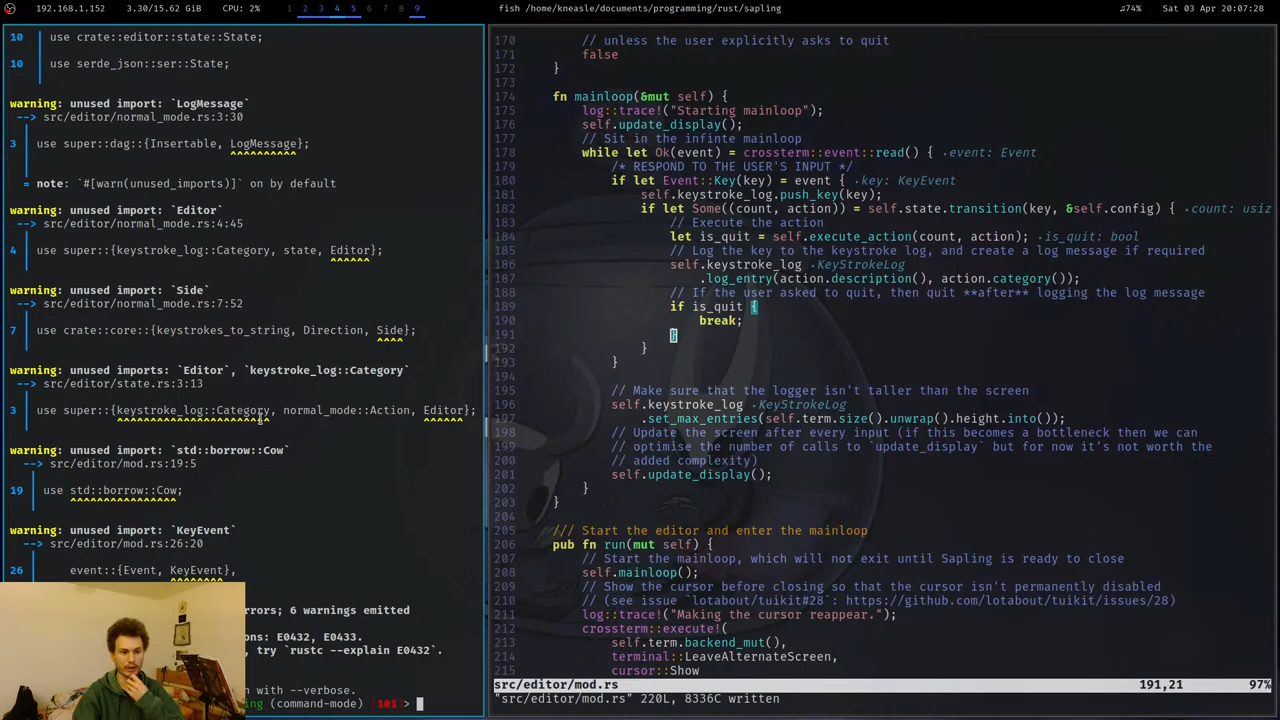 192.168.1.152 3.30/15.62 GiB CPU: 2% 1 2 3 4 5 6 7 8 9 fish /home/kneasle/documents/programming/rust/sapling ♫74% Sat 03 Apr 20:07:28
10 | use crate::editor::state::State;
10 | use serde_json::ser::State;
warning: unused import: `LogMessage`
--> src/editor/normal_mode.rs:3:30
3 | use super::dag::{Insertable, LogMessage};
^^^^^^^^^^
= note: `#[warn(unused_imports)]` on by default
warning: unused import: `Editor`
--> src/editor/normal_mode.rs:4:45
4 | use super::{keystroke_log::Category, state, Editor};
^^^^^^
warning: unused import: `Side`
--> src/editor/normal_mode.rs:7:52
7 | use crate::core::{keystrokes_to_string, Direction, Side};
^^^^
warning: unused imports: `Editor`, `keystroke_log::Category`
--> src/editor/state.rs:3:13
3 | use super::{keystroke_log::Category, normal_mode::Action, Editor};
^^^^^^^^^^^^^^^^^^^^^^^ ^^^^^^
warning: unused import: `std::borrow::Cow`
--> src/editor/mod.rs:19:5
19 | use std::borrow::Cow;
^^^^^^^^^^^^^^^^
warning: unused import: `KeyEvent`
--> src/editor/mod.rs:26:20
26 | event::{Event, KeyEvent},
^^^^^^^^
rors; 6 warnings emitted
ons: E0432, E0433.
, try `rustc --explain E0432`.
n with --verbose.
ng (command-mode) [101] >
170 // unless the user explicitly asks to quit
171 false
172 }
173
174 fn mainloop(&mut self) {
175 log::trace!("Starting mainloop");
176 self.update_display();
177 // Sit in the infinite mainloop
178 while let Ok(event) = crossterm::event::read() { ▸event: Event
179 /* RESPOND TO THE USER'S INPUT */
180 if let Event::Key(key) = event { ▸key: KeyEvent
181 self.keystroke_log.push_key(key);
182 if let Some((count, action)) = self.state.transition(key, &self.config) { ▸count: usiz
183 // Execute the action
184 let is_quit = self.execute_action(count, action); ▸is_quit: bool
185 // Log the key to the keystroke log, and create a log message if required
186 self.keystroke_log ▸KeyStrokeLog
187 .log_entry(action.description(), action.category());
188 // If the user asked to quit, then quit **after** logging the log message
189 if is_quit {
190 break;
191 }
192 }
193 }
194
195 // Make sure that the logger isn't taller than the screen
196 self.keystroke_log ▸KeyStrokeLog
197 .set_max_entries(self.term.size().unwrap().height.into());
198 // Update the screen after every input (if this becomes a bottleneck then we can
199 // optimise the number of calls to `update_display` but for now it's not worth the
200 // added complexity)
201 self.update_display();
202 }
203 }
204
205 /// Start the editor and enter the mainloop
206 pub fn run(mut self) {
207 // Start the mainloop, which will not exit until Sapling is ready to close
208 self.mainloop();
209 // Show the cursor before closing so that the cursor isn't permanently disabled
210 // (see issue `lotabout/tuikit#28`: https://github.com/lotabout/tuikit/issues/28)
211 log::trace!("Making the cursor reappear.");
212 crossterm::execute!(
213 self.term.backend_mut(),
214 terminal::LeaveAlternateScreen,
215 cursor::Show
src/editor/mod.rs 191,21 97%
"src/editor/mod.rs" 220L, 8336C written